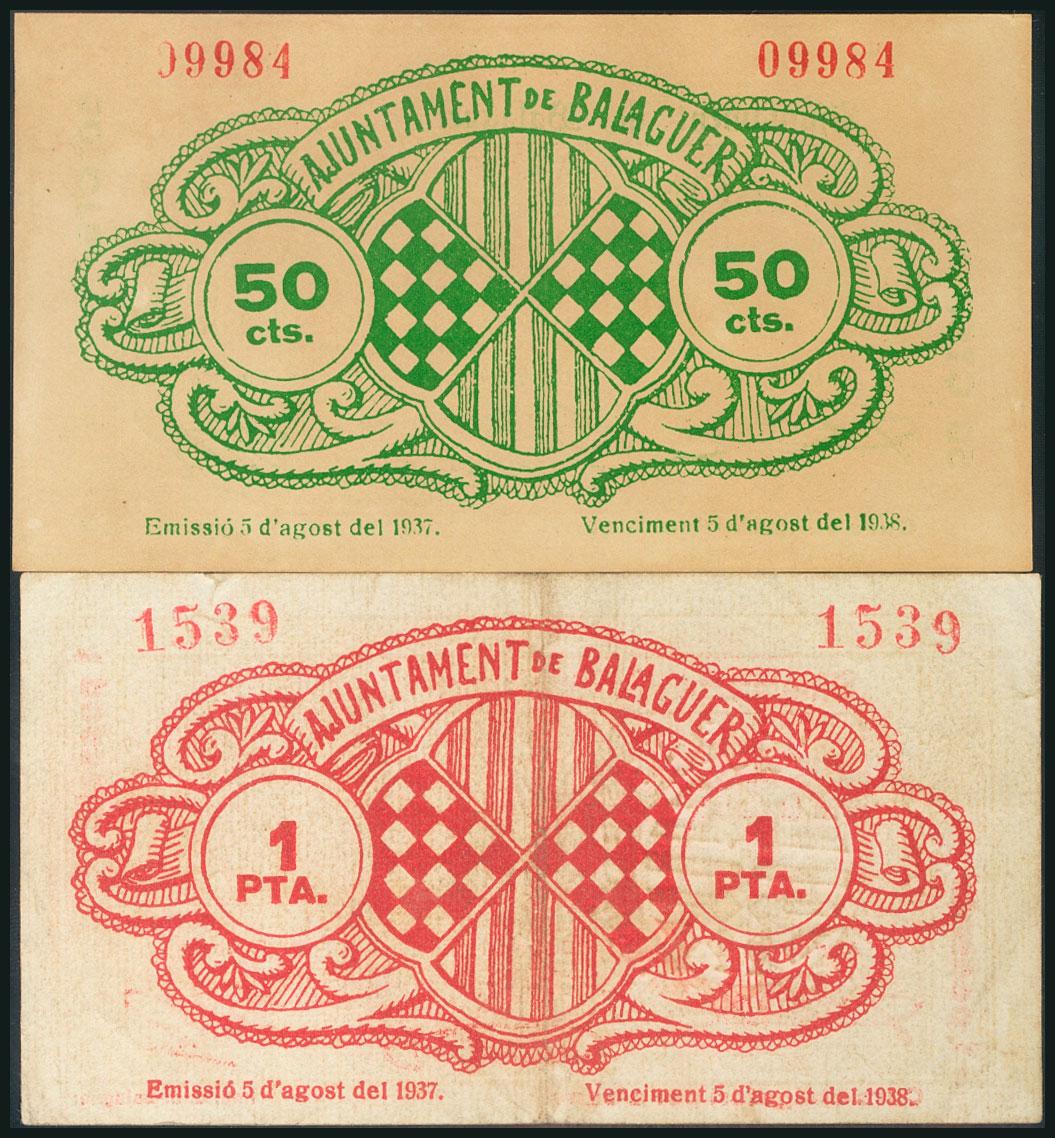 09984 09984
AJUNTAMENT DE BALAGUER
50 cts.
50 cts.
Emissió 5 d'agost del 1937.
Venciment 5 d'agost del 1938.
1539 1539
AJUNTAMENT DE BALAGUER
1 PTA.
1 PTA.
Emissió 5 d'agost del 1937.
Venciment 5 d'agost del 1938.